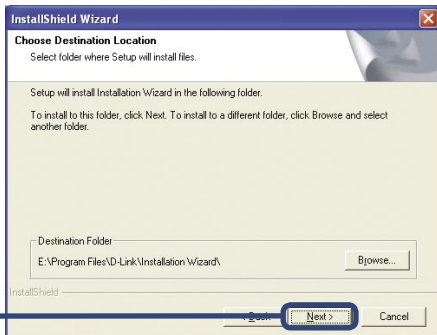 InstallShield Wizard
Choose Destination Location
Select folder where Setup will install files.
Setup will install Installation Wizard in the following folder.
To install to this folder, click Next. To install to a different folder, click Browse and select
another folder.
Destination Folder
E:\Program Files\D-Link\Installation Wizard\
Browse...
InstallShield
< Back
Next >
Cancel